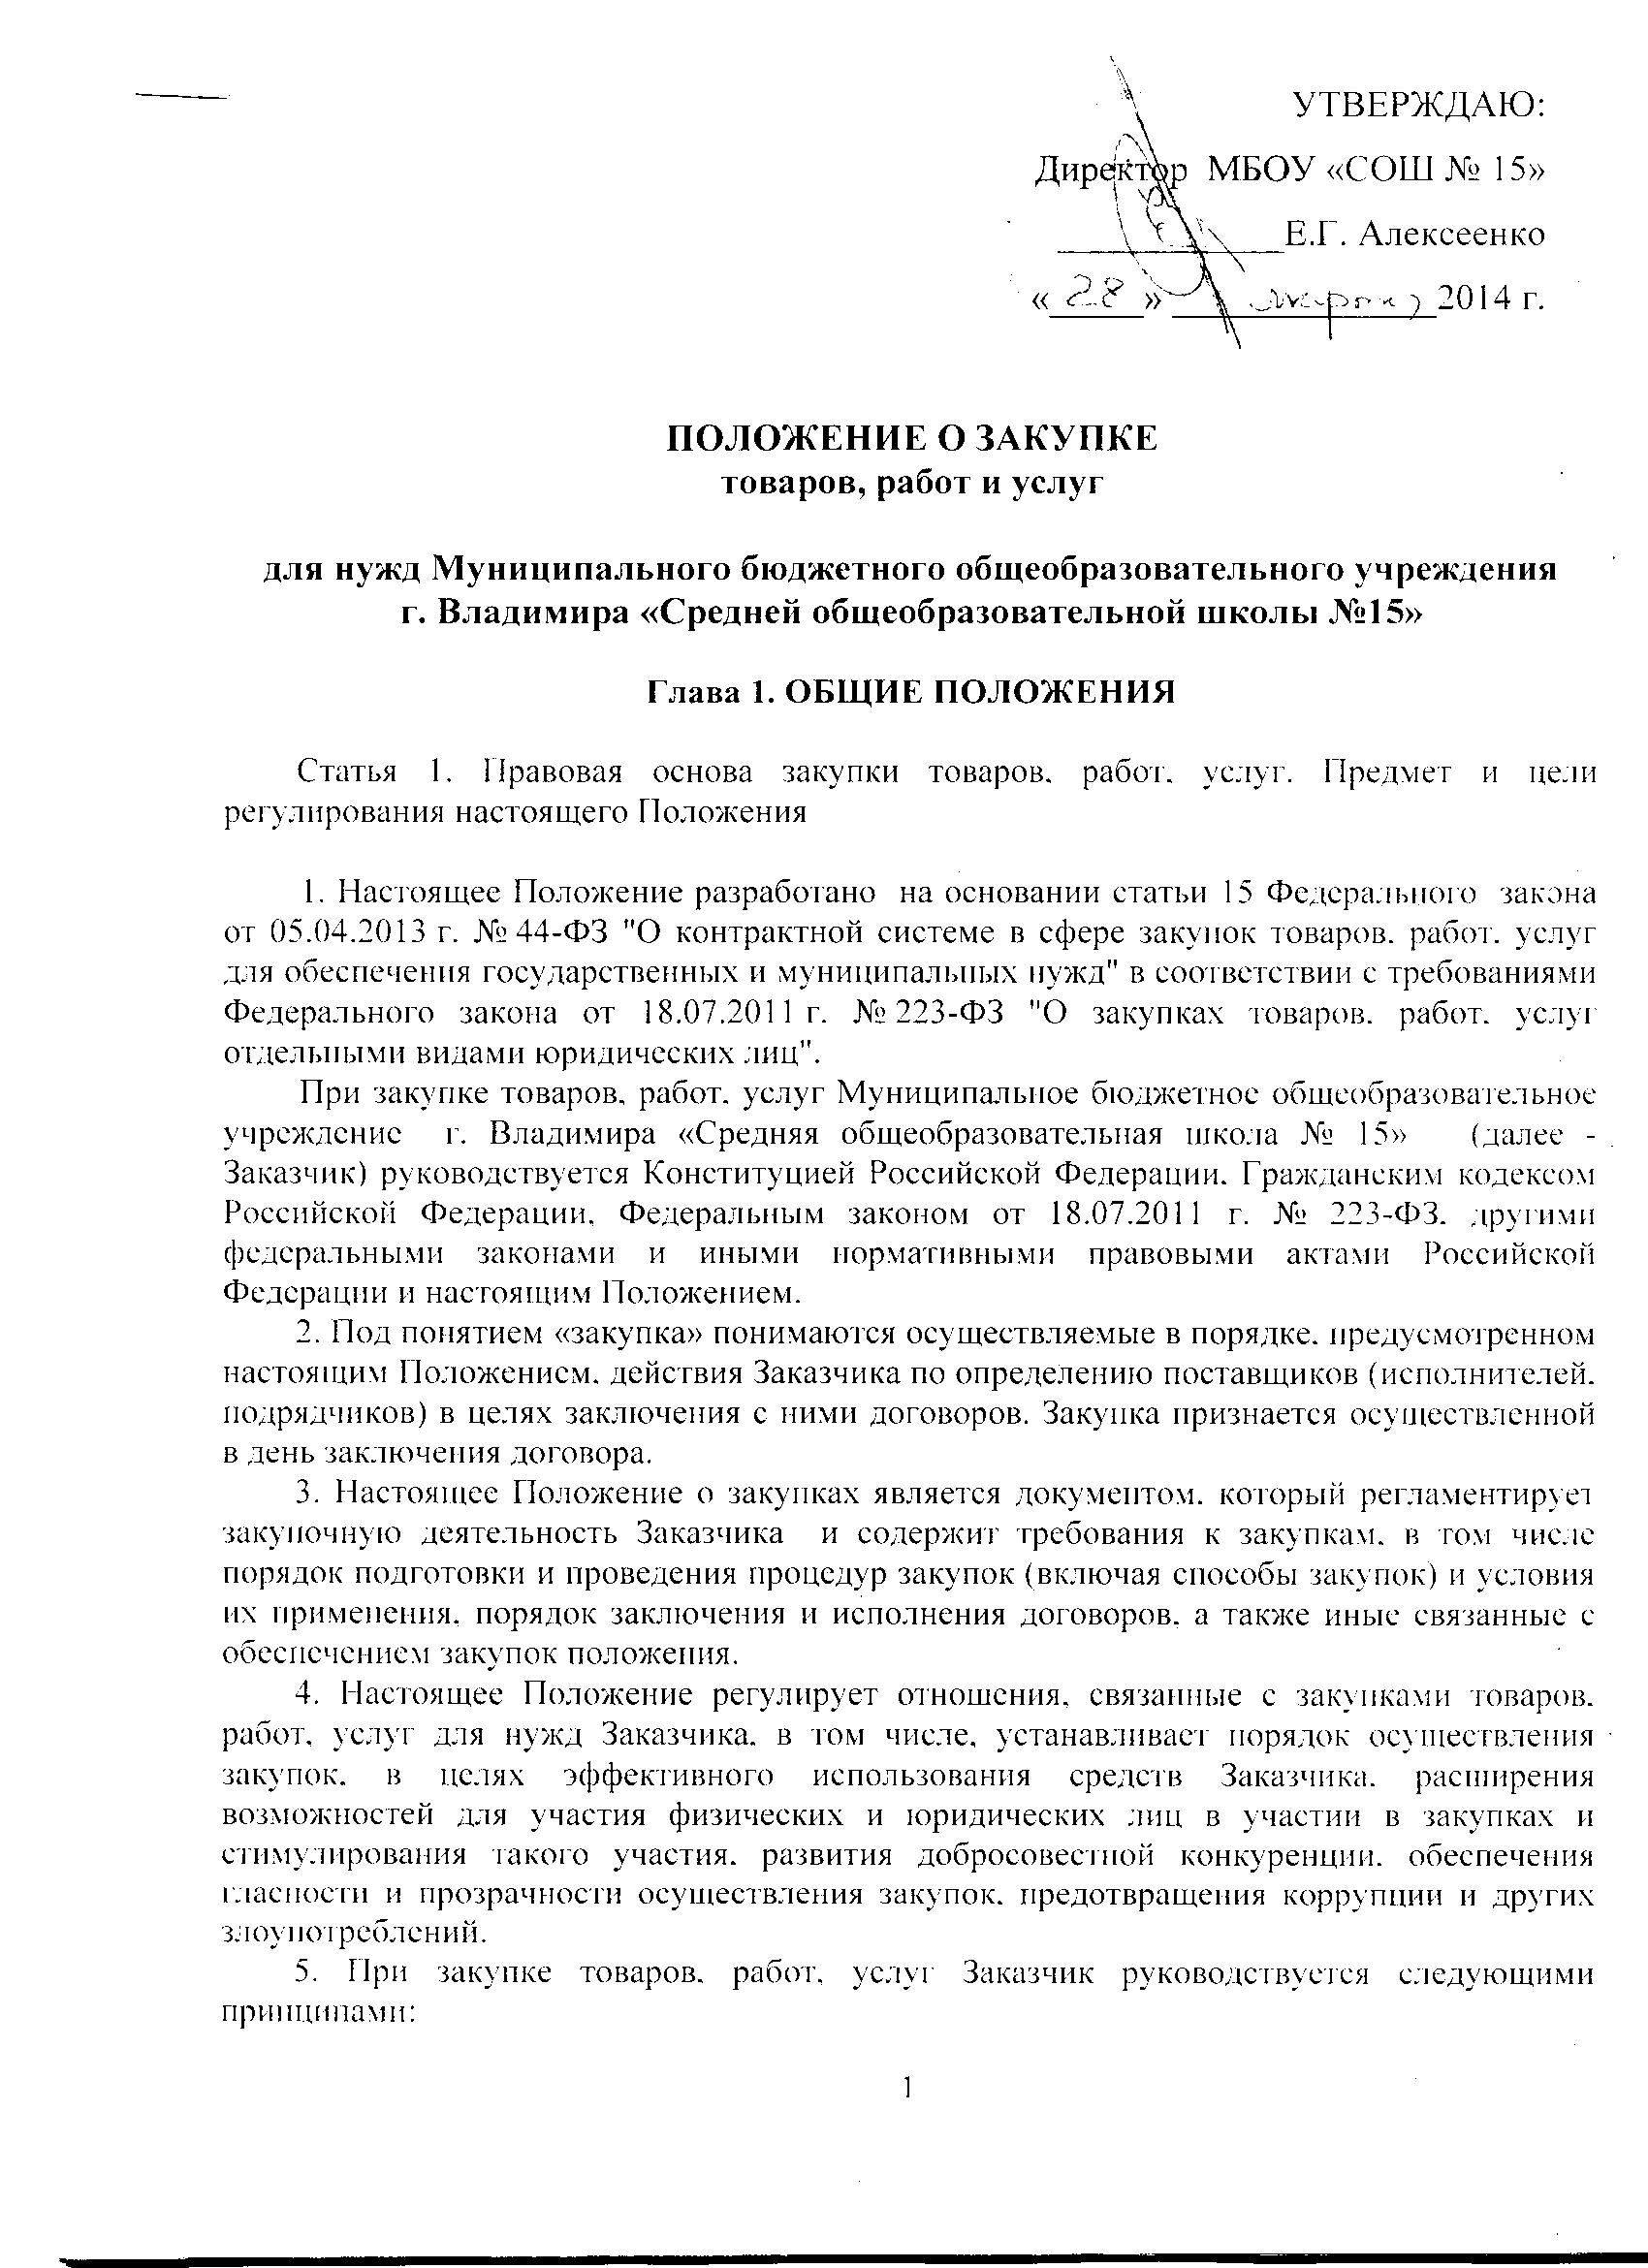 УТВЕРЖДАЮ:
Директор МБОУ «СОШ № 15»
Е.Г. Алексеенко
« 28 » марта 2014 г.
ПОЛОЖЕНИЕ О ЗАКУПКЕ
товаров, работ и услуг
для нужд Муниципального бюджетного общеобразовательного учреждения
г. Владимира «Средней общеобразовательной школы №15»
Глава 1. ОБЩИЕ ПОЛОЖЕНИЯ
Статья 1. Правовая основа закупки товаров, работ, услуг. Предмет и цели
регулирования настоящего Положения
1. Настоящее Положение разработано на основании статьи 15 Федерального закона
от 05.04.2013 г. № 44-ФЗ "О контрактной системе в сфере закупок товаров, работ, услуг
для обеспечения государственных и муниципальных нужд" в соответствии с требованиями
Федерального закона от 18.07.2011 г. № 223-ФЗ "О закупках товаров, работ, услуг
отдельными видами юридических лиц".
При закупке товаров, работ, услуг Муниципальное бюджетное общеобразовательное
учреждение г. Владимира «Средняя общеобразовательная школа № 15» (далее -
Заказчик) руководствуется Конституцией Российской Федерации, Гражданским кодексом
Российской Федерации, Федеральным законом от 18.07.2011 г. № 223-ФЗ, другими
федеральными законами и иными нормативными правовыми актами Российской
Федерации и настоящим Положением.
2. Под понятием «закупка» понимаются осуществляемые в порядке, предусмотренном
настоящим Положением, действия Заказчика по определению поставщиков (исполнителей,
подрядчиков) в целях заключения с ними договоров. Закупка признается осуществленной
в день заключения договора.
3. Настоящее Положение о закупках является документом, который регламентирует
закупочную деятельность Заказчика и содержит требования к закупкам, в том числе
порядок подготовки и проведения процедур закупок (включая способы закупок) и условия
их применения, порядок заключения и исполнения договоров, а также иные связанные с
обеспечением закупок положения.
4. Настоящее Положение регулирует отношения, связанные с закупками товаров,
работ, услуг для нужд Заказчика, в том числе, устанавливает порядок осуществления
закупок, в целях эффективного использования средств Заказчика, расширения
возможностей для участия физических и юридических лиц в участии в закупках и
стимулирования такого участия, развития добросовестной конкуренции, обеспечения
гласности и прозрачности осуществления закупок, предотвращения коррупции и других
злоупотреблений.
5. При закупке товаров, работ, услуг Заказчик руководствуется следующими
принципами:
1